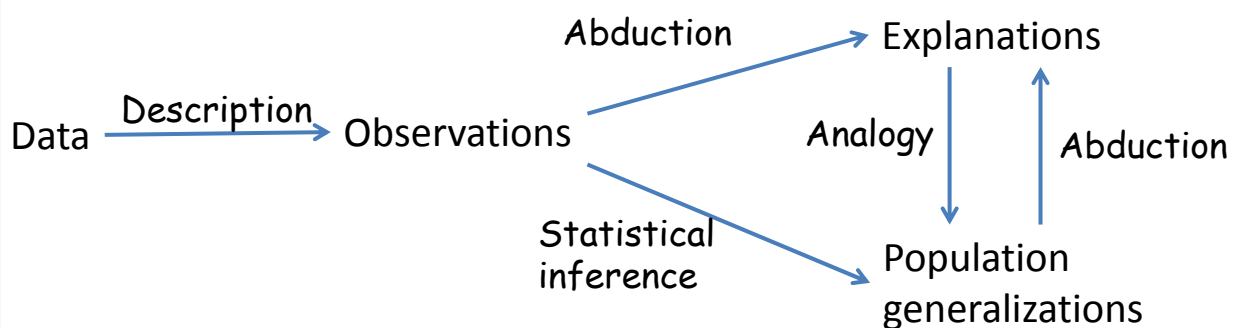 Abduction
Explanations
Description
Data
Observations
Analogy
Abduction
Statistical
inference
Population
generalizations